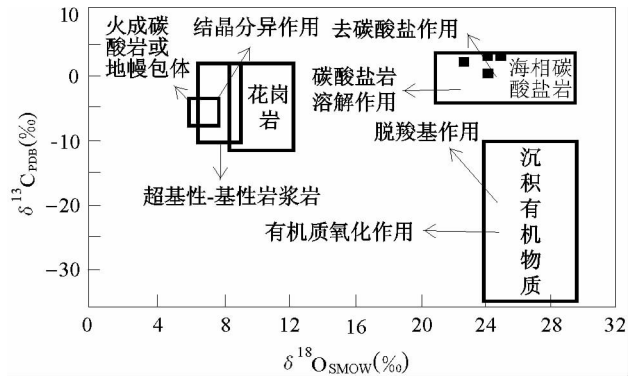 10
0
-10
-20
-30
δ¹³C_PDB(‰)
火成碳
酸岩或
地幔包体
结晶分异作用
去碳酸盐作用
花岗
岩
碳酸盐岩
溶解作用
海相碳
酸盐岩
脱羧基作用
超基性-基性岩浆岩
有机质氧化作用
沉
积
有
机
物
质
0 4 8 12 16 20 24 28 32
δ¹⁸O_SMOW(‰)